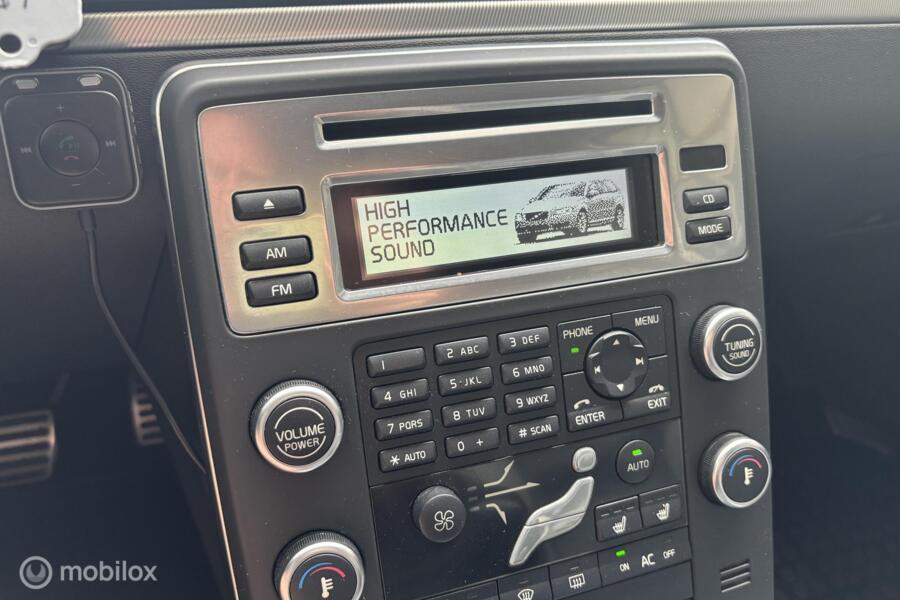 HIGH
PERFORMANCE
SOUND
CD
MODE
AM
FM
1
2 ABC
3 DEF
4 GHI
5 · JKL
6 MNO
7 PQRS
8 TUV
9 WXYZ
* AUTO
0 +
# SCAN
PHONE
MENU
ENTER
EXIT
TUNING
SOUND
VOLUME
POWER
AUTO
ON AC OFF
mobilox